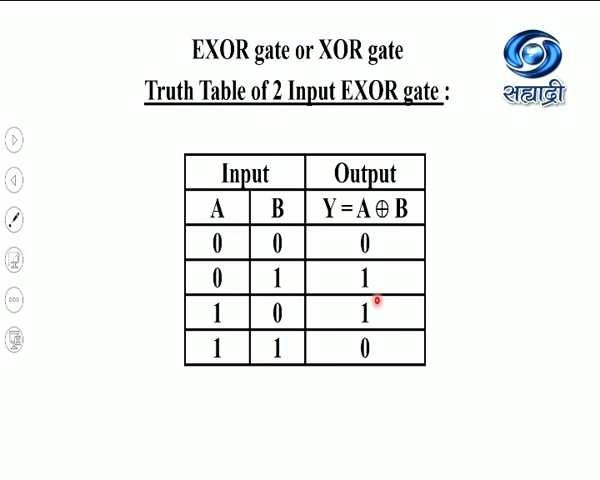 EXOR gate or XOR gate
Truth Table of 2 Input EXOR gate :
सह्याद्री
Input Output
A B Y = A ⊕ B
0 0 0
0 1 1
1 0 1
1 1 0